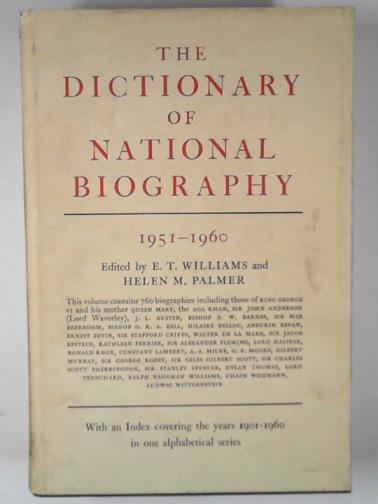 THE
DICTIONARY
OF
NATIONAL
BIOGRAPHY
1951–1960
Edited by E. T. WILLIAMS and
HELEN M. PALMER
This volume contains 760 biographies including those of KING GEORGE
VI and his mother QUEEN MARY, the AGA KHAN, SIR JOHN ANDERSON
(Lord Waverley), J. L. AUSTIN, BISHOP E. W. BARNES, SIR MAX
BEERBOHM, BISHOP G. K. A. BELL, HILAIRE BELLOC, ANEURIN BEVAN,
ERNEST BEVIN, SIR STAFFORD CRIPPS, WALTER DE LA MARE, SIR JACOB
EPSTEIN, KATHLEEN FERRIER, SIR ALEXANDER FLEMING, LORD HALIFAX,
RONALD KNOX, CONSTANT LAMBERT, A. A. MILNE, G. E. MOORE, GILBERT
MURRAY, SIR GEORGE ROBEY, SIR GILES GILBERT SCOTT, SIR CHARLES
SCOTT SHERRINGTON, SIR STANLEY SPENCER, DYLAN THOMAS, LORD
TRENCHARD, RALPH VAUGHAN WILLIAMS, CHAIM WEIZMANN,
LUDWIG WITTGENSTEIN
With an Index covering the years 1901-1960
in one alphabetical series